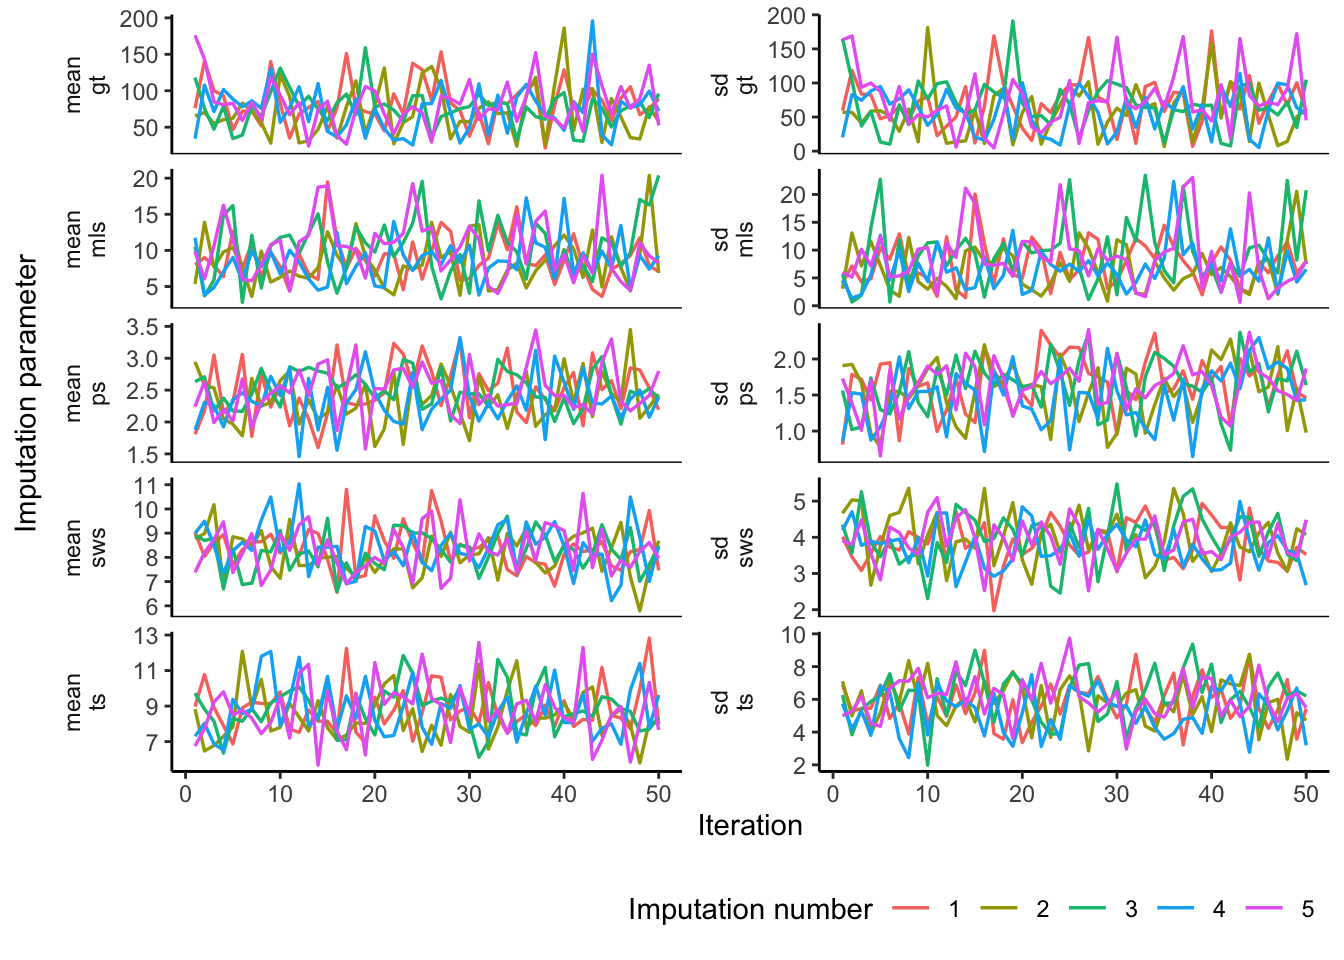 Imputation parameter
mean
gt
200
150
100
50
sd
gt
200
150
100
50
0
mean
mls
20
15
10
5
sd
mls
20
15
10
5
0
mean
ps
3.5
3.0
2.5
2.0
1.5
sd
ps
2.0
1.5
1.0
mean
sws
11
10
9
8
7
6
sd
sws
5
4
3
2
mean
ts
13
11
9
7
sd
ts
10
8
6
4
2
0 10 20 30 40 50
0 10 20 30 40 50
Iteration
Imputation number 1 2 3 4 5